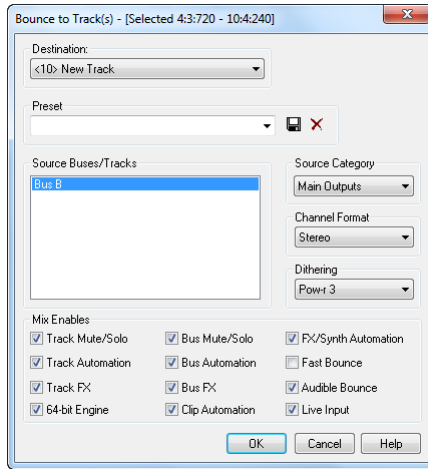 Bounce to Track(s) - [Selected 4:3:720 - 10:4:240]
Destination:
<10> New Track
Preset
Source Buses/Tracks
Source Category
Bus B
Main Outputs
Channel Format
Stereo
Dithering
Pow-r 3
Mix Enables
Track Mute/Solo Bus Mute/Solo FX/Synth Automation
Track Automation Bus Automation Fast Bounce
Track FX Bus FX Audible Bounce
64-bit Engine Clip Automation Live Input
OK Cancel Help